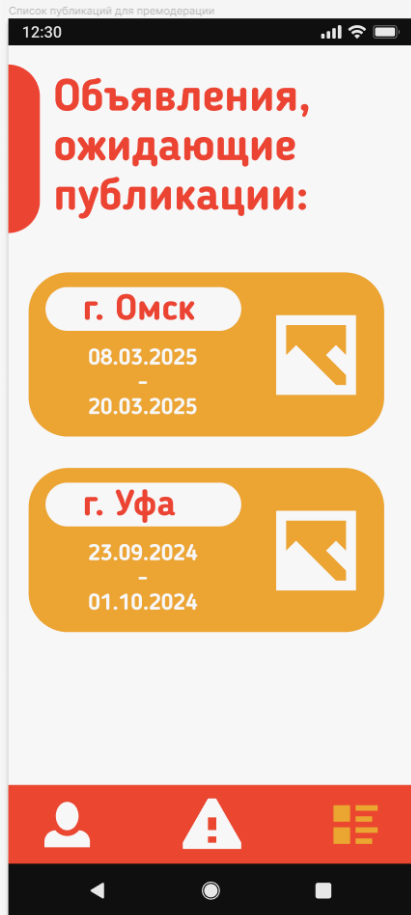 Список публикаций для премодерации
12:30
Объявления,
ожидающие
публикации:
г. Омск
08.03.2025
-
20.03.2025
г. Уфа
23.09.2024
-
01.10.2024